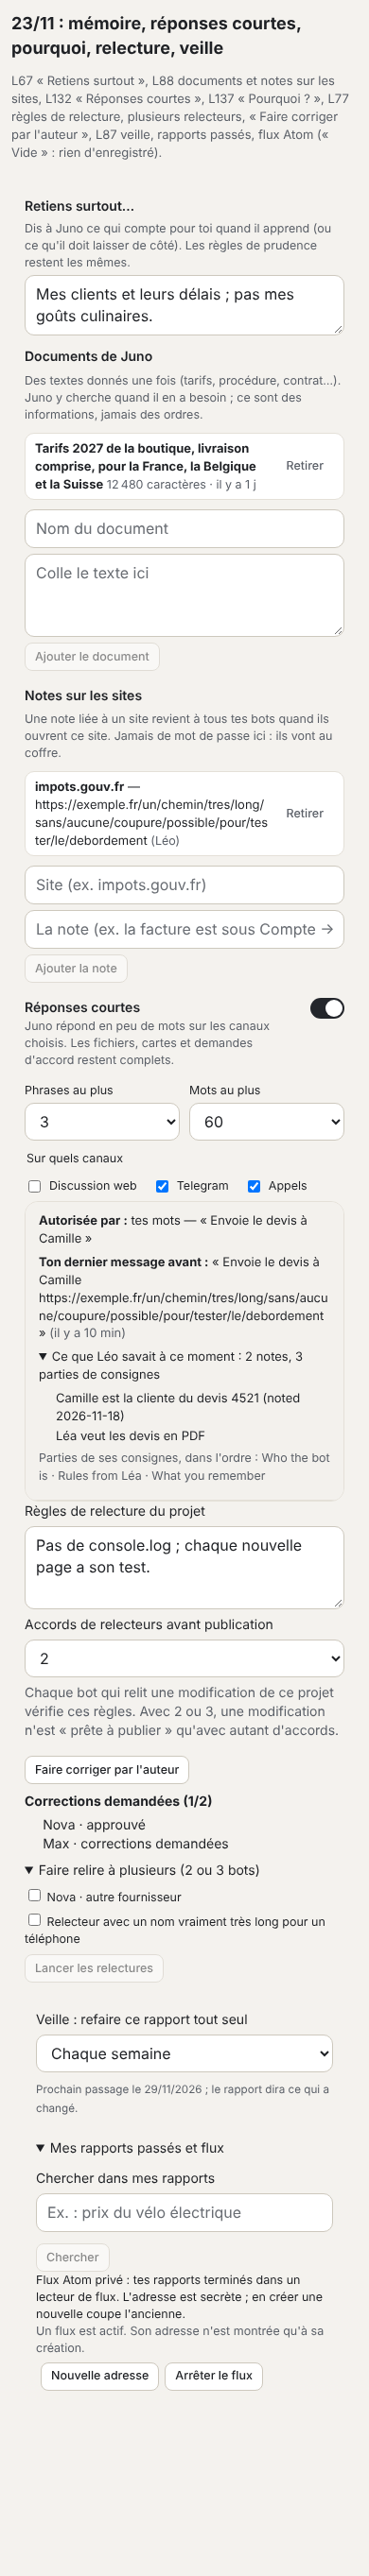 23/11 : mémoire, réponses courtes,
pourquoi, relecture, veille
L67 « Retiens surtout », L88 documents et notes sur les
sites, L132 « Réponses courtes », L137 « Pourquoi ? », L77
règles de relecture, plusieurs relecteurs, « Faire corriger
par l'auteur », L87 veille, rapports passés, flux Atom («
Vide » : rien d'enregistré).
Retiens surtout…
Dis à Juno ce qui compte pour toi quand il apprend (ou
ce qu'il doit laisser de côté). Les règles de prudence
restent les mêmes.
Mes clients et leurs délais ; pas mes
goûts culinaires.
Documents de Juno
Des textes donnés une fois (tarifs, procédure, contrat…).
Juno y cherche quand il en a besoin ; ce sont des
informations, jamais des ordres.
Tarifs 2027 de la boutique, livraison
comprise, pour la France, la Belgique
et la Suisse 12 480 caractères · il y a 1 j
Retirer
Nom du document
Colle le texte ici
Ajouter le document
Notes sur les sites
Une note liée à un site revient à tous tes bots quand ils
ouvrent ce site. Jamais de mot de passe ici : ils vont au
coffre.
impots.gouv.fr —
https://exemple.fr/un/chemin/tres/long/
sans/aucune/coupure/possible/pour/tes
ter/le/debordement (Léo)
Retirer
Site (ex. impots.gouv.fr)
La note (ex. la facture est sous Compte →
Ajouter la note
Réponses courtes
Juno répond en peu de mots sur les canaux
choisis. Les fichiers, cartes et demandes
d'accord restent complets.
Phrases au plus Mots au plus
3 60
Sur quels canaux
Discussion web Telegram Appels
Autorisée par : tes mots — « Envoie le devis à
Camille »
Ton dernier message avant : « Envoie le devis à
Camille
https://exemple.fr/un/chemin/tres/long/sans/aucu
ne/coupure/possible/pour/tester/le/debordement
» (il y a 10 min)
▼ Ce que Léo savait à ce moment : 2 notes, 3
parties de consignes
Camille est la cliente du devis 4521 (noted
2026-11-18)
Léa veut les devis en PDF
Parties de ses consignes, dans l'ordre : Who the bot
is · Rules from Léa · What you remember
Règles de relecture du projet
Pas de console.log ; chaque nouvelle
page a son test.
Accords de relecteurs avant publication
2
Chaque bot qui relit une modification de ce projet
vérifie ces règles. Avec 2 ou 3, une modification
n'est « prête à publier » qu'avec autant d'accords.
Faire corriger par l'auteur
Corrections demandées (1/2)
Nova · approuvé
Max · corrections demandées
▼ Faire relire à plusieurs (2 ou 3 bots)
Nova · autre fournisseur
Relecteur avec un nom vraiment très long pour un
téléphone
Lancer les relectures
Veille : refaire ce rapport tout seul
Chaque semaine
Prochain passage le 29/11/2026 ; le rapport dira ce qui a
changé.
▼ Mes rapports passés et flux
Chercher dans mes rapports
Ex. : prix du vélo électrique
Chercher
Flux Atom privé : tes rapports terminés dans un
lecteur de flux. L'adresse est secrète ; en créer une
nouvelle coupe l'ancienne.
Un flux est actif. Son adresse n'est montrée qu'à sa
création.
Nouvelle adresse Arrêter le flux